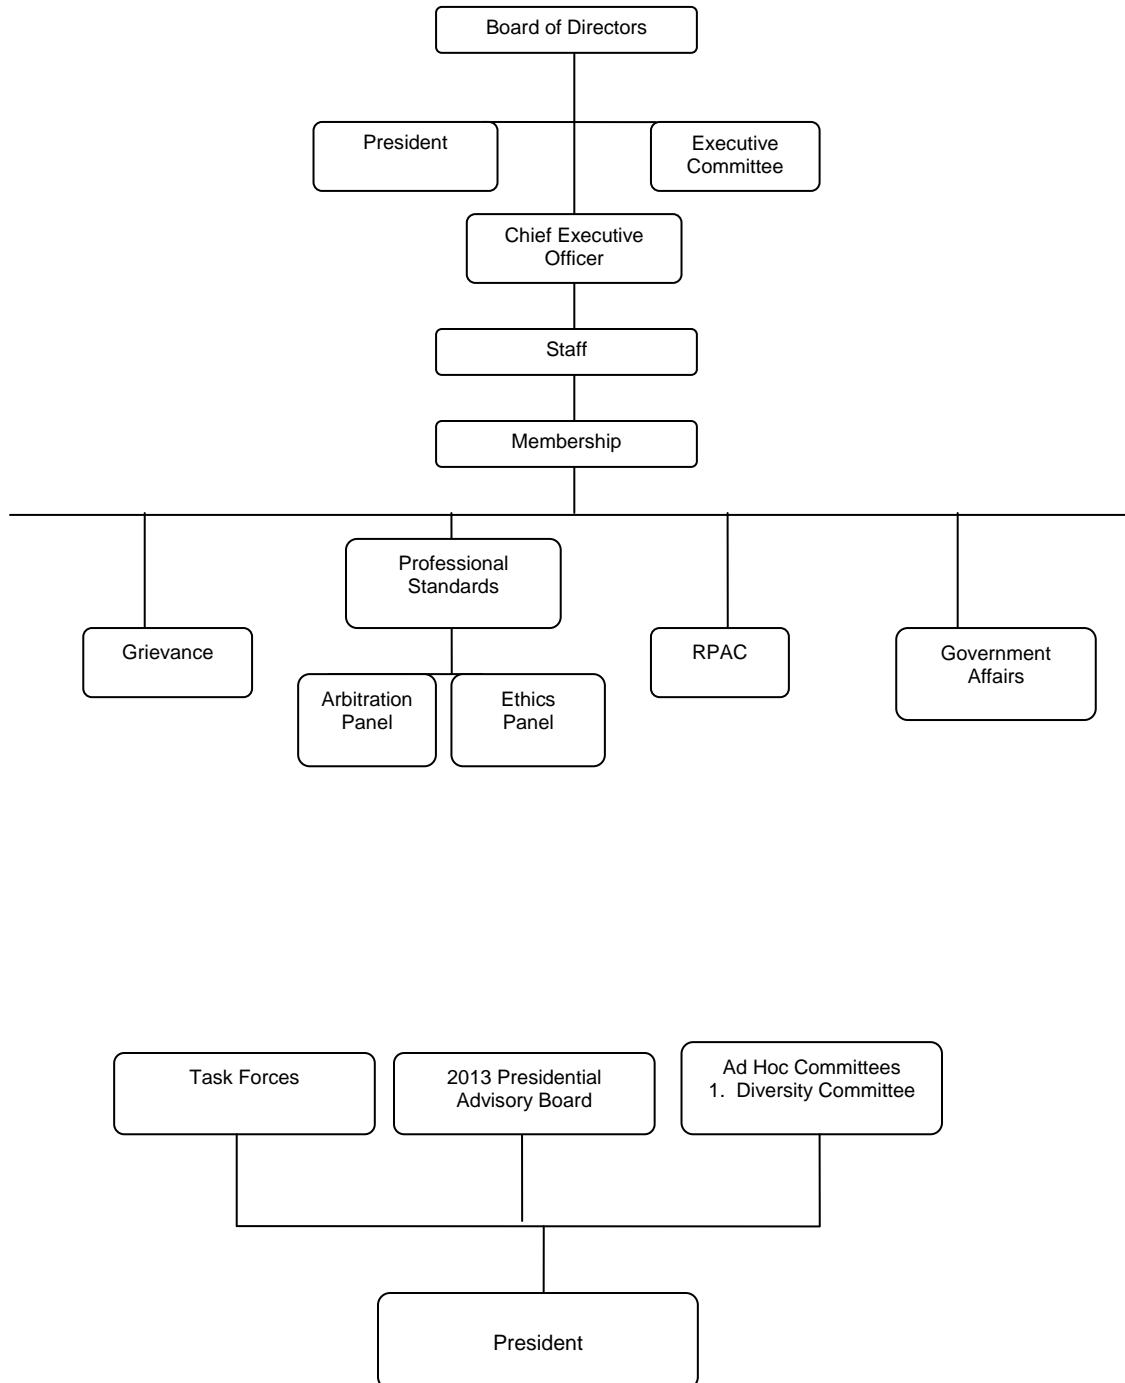 Board of Directors
President
Executive
Committee
Chief Executive
Officer
Staff
Membership
Professional
Standards
Grievance
RPAC
Government
Affairs
Arbitration
Panel
Ethics
Panel
Task Forces
2013 Presidential
Advisory Board
Ad Hoc Committees
1. Diversity Committee
President